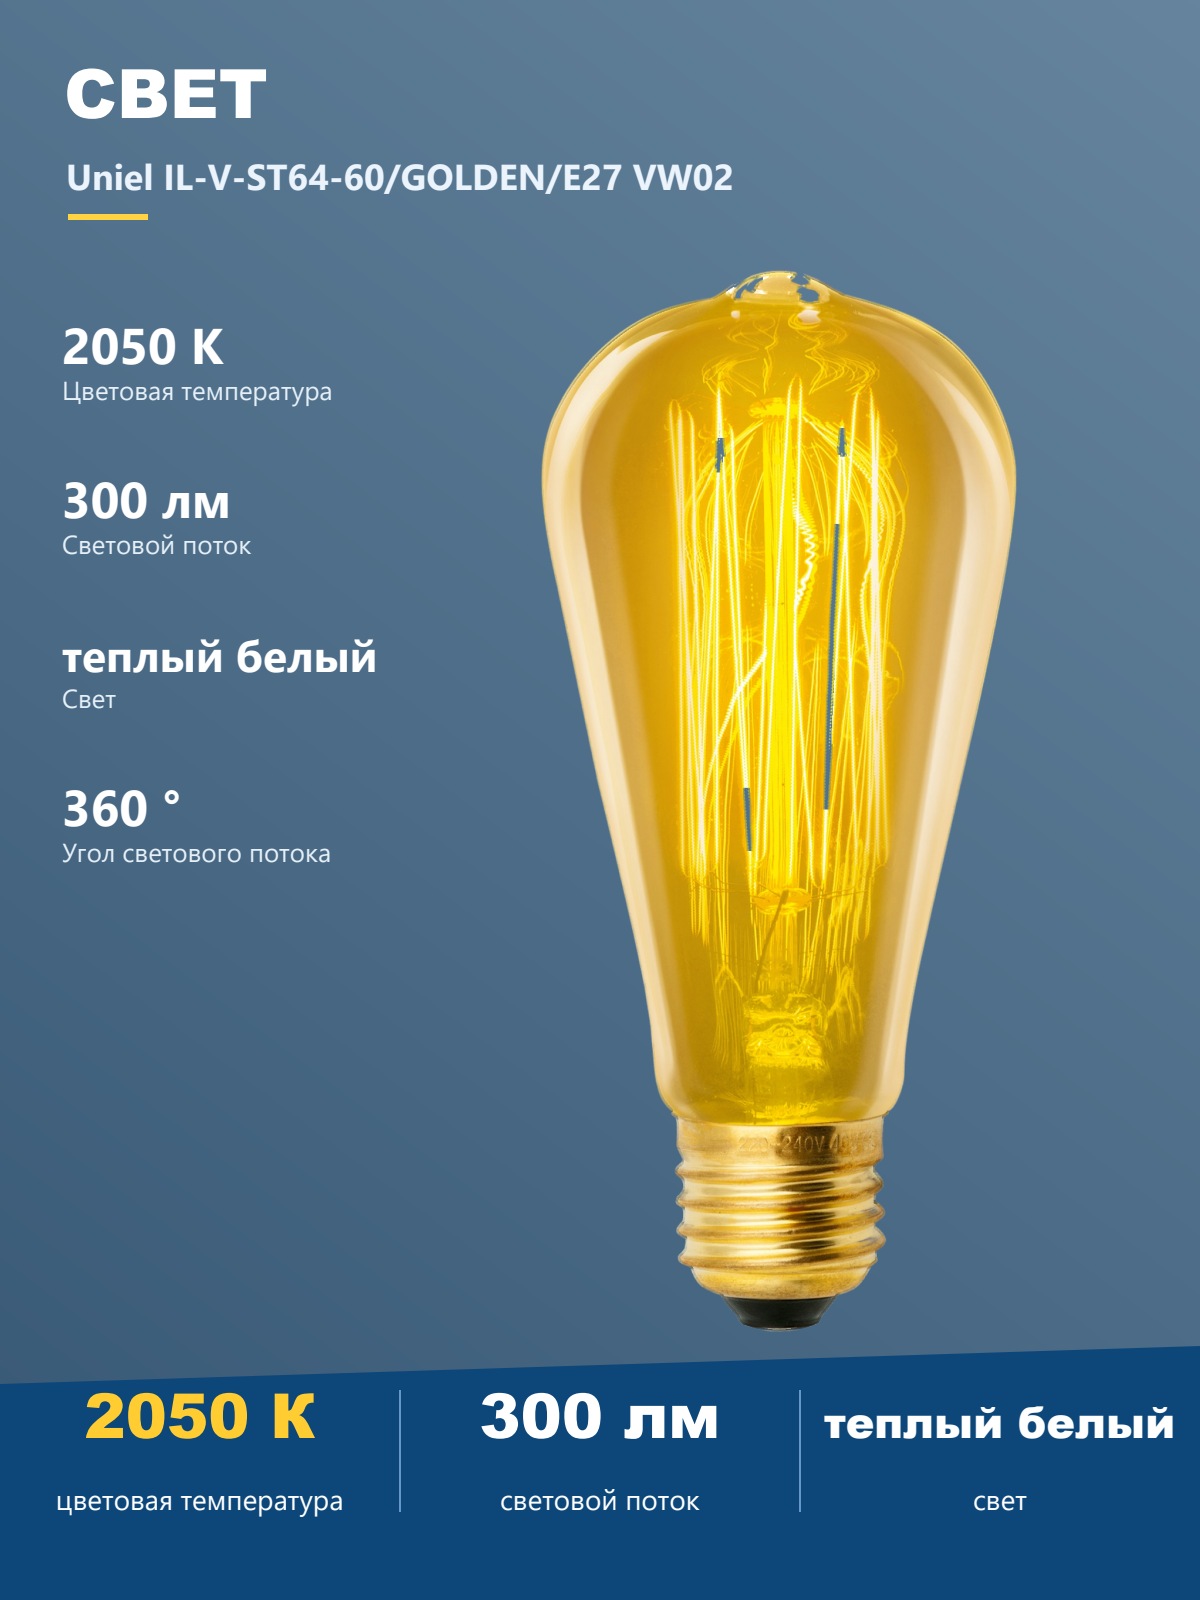 СВЕТ
Uniel IL-V-ST64-60/GOLDEN/E27 VW02
2050 К
Цветовая температура
300 лм
Световой поток
теплый белый
Свет
360 °
Угол светового потока
240V
2050 К
300 лм
теплый белый
цветовая температура
световой поток
свет